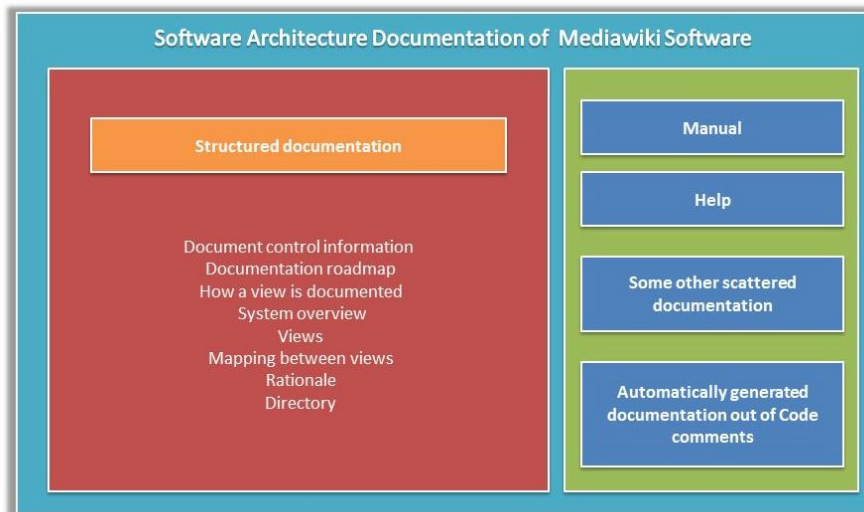 Software Architecture Documentation of Mediawiki Software
Structured documentation
Document control information
Documentation roadmap
How a view is documented
System overview
Views
Mapping between views
Rationale
Directory
Manual
Help
Some other scattered
documentation
Automatically generated
documentation out of Code
comments